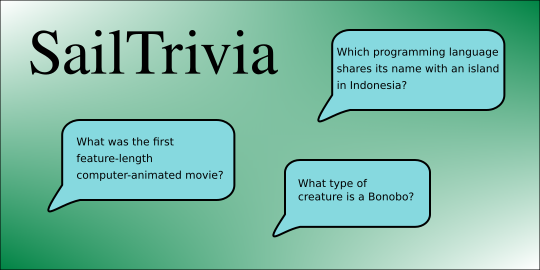 SailTrivia
Which programming language
shares its name with an island
in Indonesia?
What was the first
feature-length
computer-animated movie?
What type of
creature is a Bonobo?